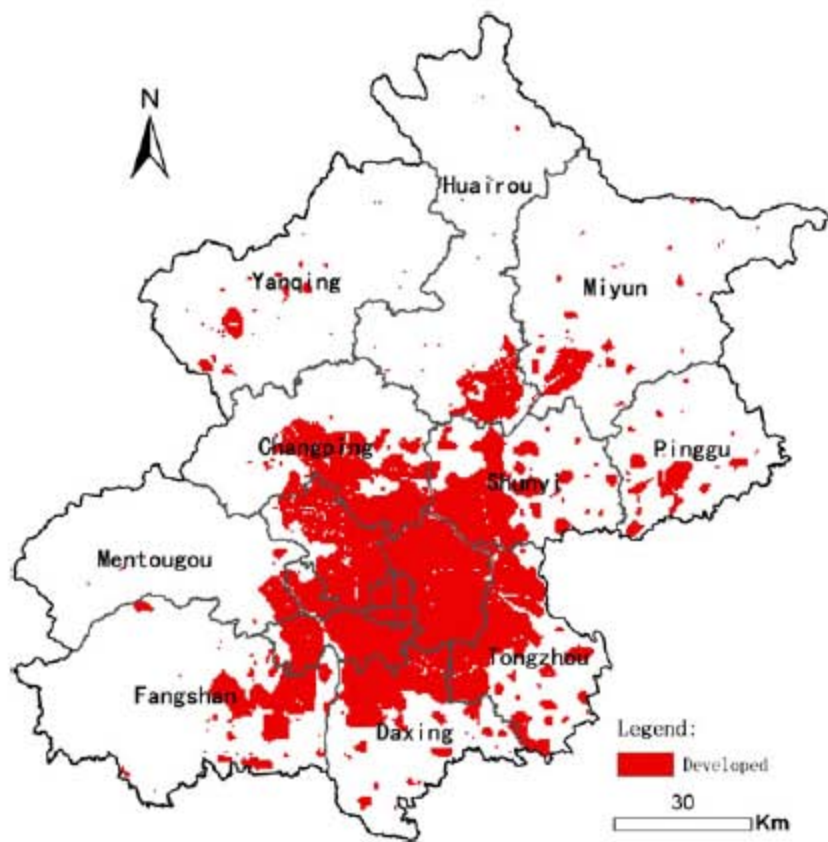 N
Huairou
Yanqing
Miyun
Changping
Pinggu
Shunyi
Mentougou
Tongzhou
Fangshan
Daxing
Legend:
Developed
30
Km